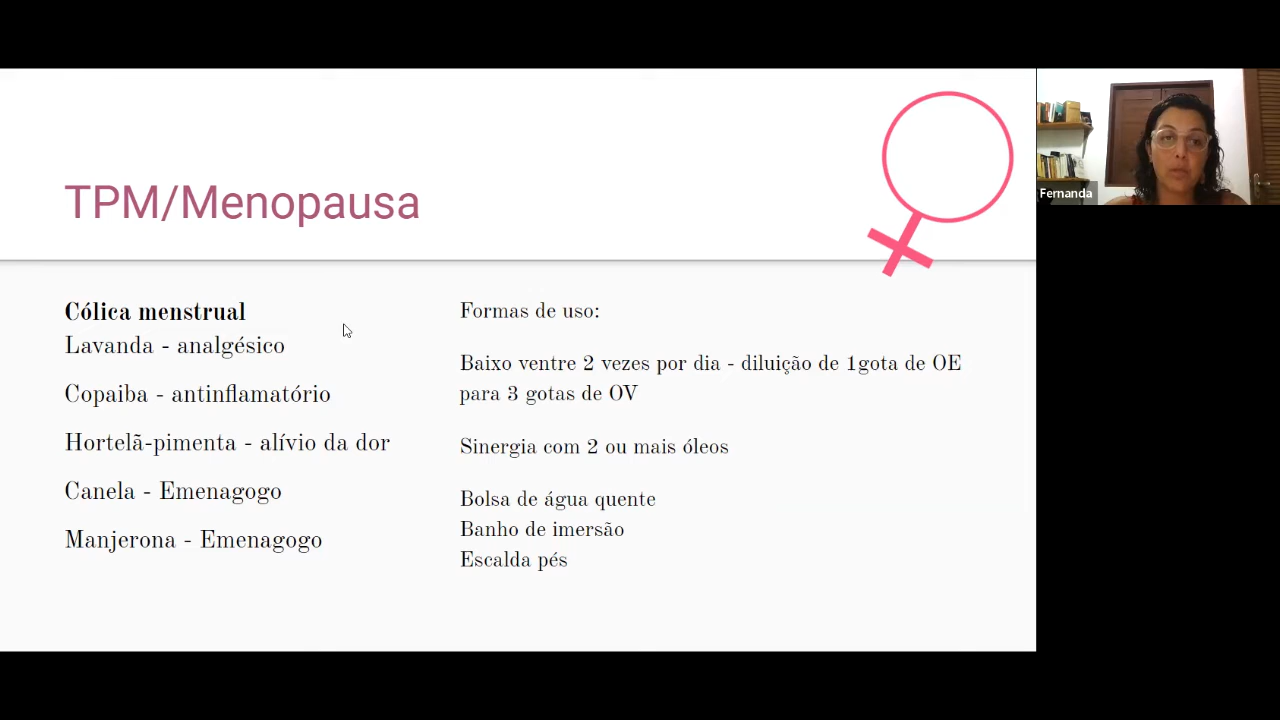 TPM/Menopausa
Cólica menstrual
Lavanda - analgésico
Copaiba - antinflamatório
Hortelã-pimenta - alívio da dor
Canela - Emenagogo
Manjerona - Emenagogo
Formas de uso:
Baixo ventre 2 vezes por dia - diluição de 1gota de OE
para 3 gotas de OV
Sinergia com 2 ou mais óleos
Bolsa de água quente
Banho de imersão
Escalda pés
Fernanda